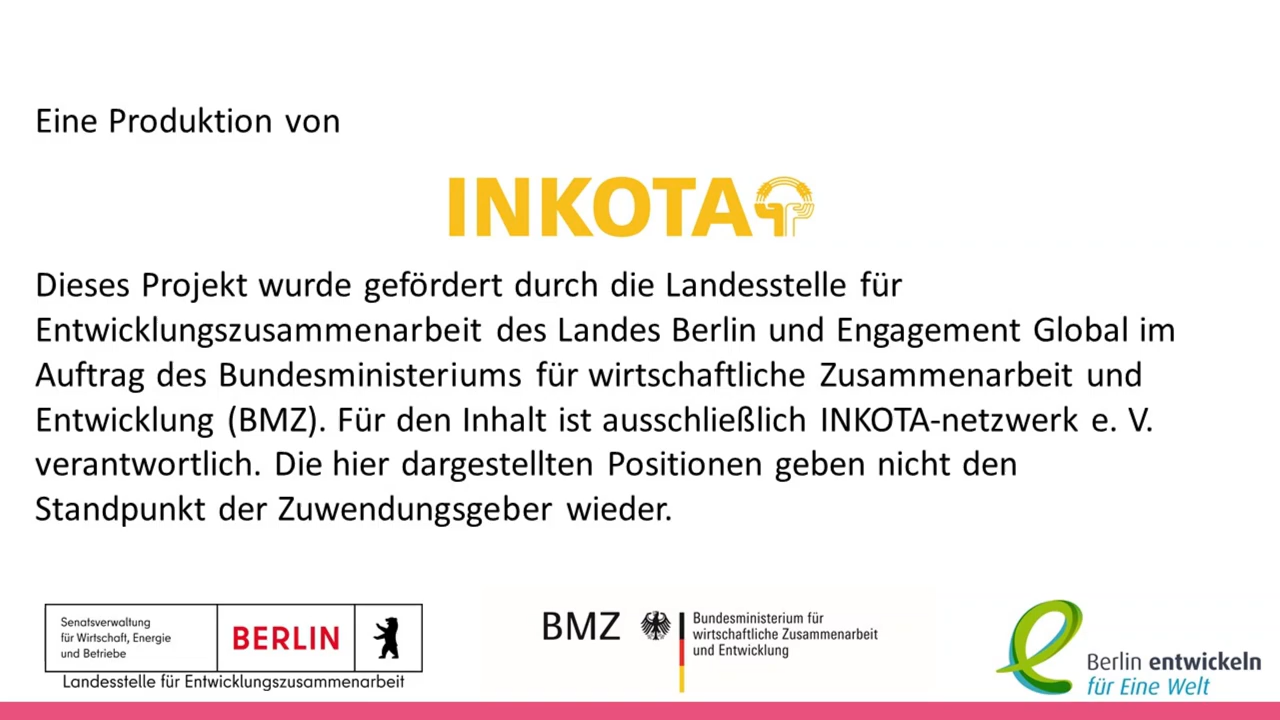 Eine Produktion von
INKOTA
Dieses Projekt wurde gefördert durch die Landesstelle für
Entwicklungszusammenarbeit des Landes Berlin und Engagement Global im
Auftrag des Bundesministeriums für wirtschaftliche Zusammenarbeit und
Entwicklung (BMZ). Für den Inhalt ist ausschließlich INKOTA-netzwerk e. V.
verantwortlich. Die hier dargestellten Positionen geben nicht den
Standpunkt der Zuwendungsgeber wieder.
Senatsverwaltung
für Wirtschaft, Energie
und Betriebe
BERLIN
Landesstelle für Entwicklungszusammenarbeit
BMZ
Bundesministerium für
wirtschaftliche Zusammenarbeit
und Entwicklung
Berlin entwickeln
für Eine Welt